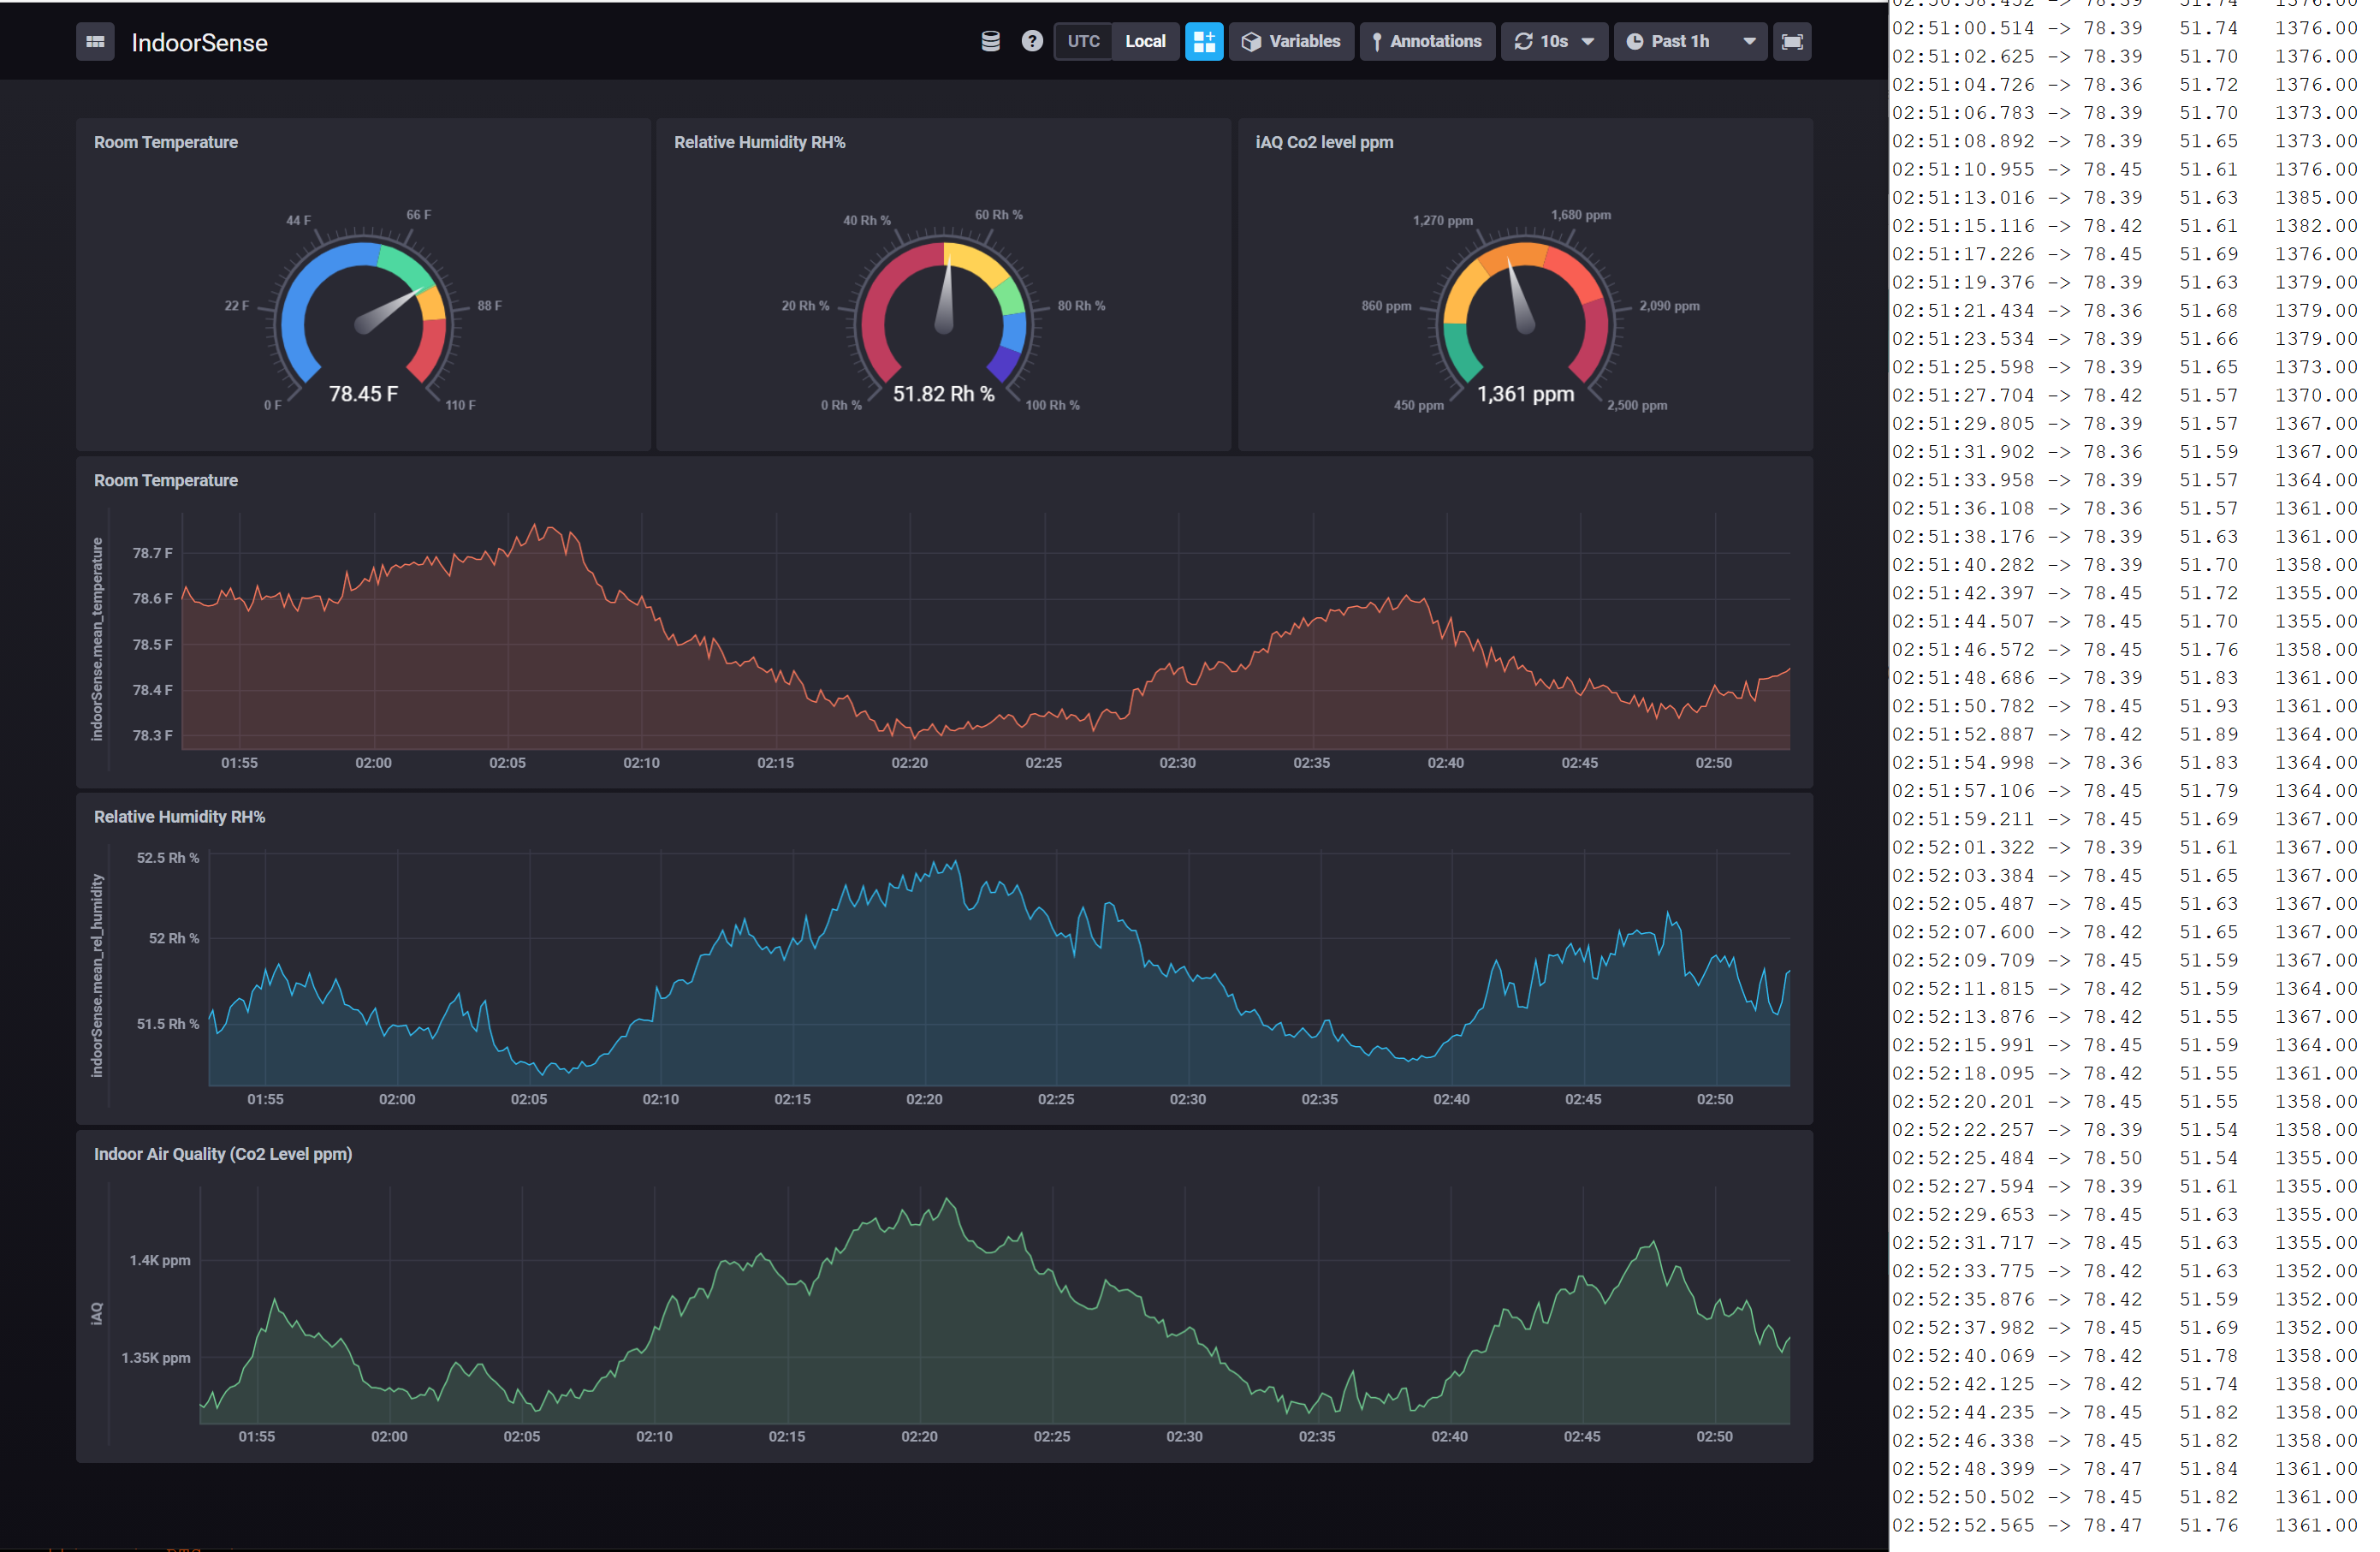 IndoorSense
UTC
Local
Variables
Annotations
10s
Past 1h
Room Temperature
44 F
66 F
22 F
88 F
0 F
110 F
78.45 F
Relative Humidity RH%
40 Rh %
60 Rh %
20 Rh %
80 Rh %
0 Rh %
100 Rh %
51.82 Rh %
iAQ Co2 level ppm
1,270 ppm
1,680 ppm
860 ppm
2,090 ppm
450 ppm
2,500 ppm
1,361 ppm
Room Temperature
indoorSense.mean_temperature
78.7 F
78.6 F
78.5 F
78.4 F
78.3 F
01:55 02:00 02:05 02:10 02:15 02:20 02:25 02:30 02:35 02:40 02:45 02:50
Relative Humidity RH%
indoorSense.mean_rel_humidity
52.5 Rh %
52 Rh %
51.5 Rh %
01:55 02:00 02:05 02:10 02:15 02:20 02:25 02:30 02:35 02:40 02:45 02:50
Indoor Air Quality (Co2 Level ppm)
iAQ
1.4K ppm
1.35K ppm
01:55 02:00 02:05 02:10 02:15 02:20 02:25 02:30 02:35 02:40 02:45 02:50
02:50:58.452 -> 78.39 51.74 1376.00
02:51:00.514 -> 78.39 51.74 1376.00
02:51:02.625 -> 78.39 51.70 1376.00
02:51:04.726 -> 78.36 51.72 1376.00
02:51:06.783 -> 78.39 51.70 1373.00
02:51:08.892 -> 78.39 51.65 1373.00
02:51:10.955 -> 78.45 51.61 1376.00
02:51:13.016 -> 78.39 51.63 1385.00
02:51:15.116 -> 78.42 51.61 1382.00
02:51:17.226 -> 78.45 51.69 1376.00
02:51:19.376 -> 78.39 51.63 1379.00
02:51:21.434 -> 78.36 51.68 1379.00
02:51:23.534 -> 78.39 51.66 1379.00
02:51:25.598 -> 78.39 51.65 1373.00
02:51:27.704 -> 78.42 51.57 1370.00
02:51:29.805 -> 78.39 51.57 1367.00
02:51:31.902 -> 78.36 51.59 1367.00
02:51:33.958 -> 78.39 51.57 1364.00
02:51:36.108 -> 78.36 51.57 1361.00
02:51:38.176 -> 78.39 51.63 1361.00
02:51:40.282 -> 78.39 51.70 1358.00
02:51:42.397 -> 78.45 51.72 1355.00
02:51:44.507 -> 78.45 51.70 1355.00
02:51:46.572 -> 78.45 51.76 1358.00
02:51:48.686 -> 78.39 51.83 1361.00
02:51:50.782 -> 78.45 51.93 1361.00
02:51:52.887 -> 78.42 51.89 1364.00
02:51:54.998 -> 78.36 51.83 1364.00
02:51:57.106 -> 78.45 51.79 1364.00
02:51:59.211 -> 78.45 51.69 1367.00
02:52:01.322 -> 78.39 51.61 1367.00
02:52:03.384 -> 78.45 51.65 1367.00
02:52:05.487 -> 78.45 51.63 1367.00
02:52:07.600 -> 78.42 51.65 1367.00
02:52:09.709 -> 78.45 51.59 1367.00
02:52:11.815 -> 78.42 51.59 1364.00
02:52:13.876 -> 78.42 51.55 1367.00
02:52:15.991 -> 78.45 51.59 1364.00
02:52:18.095 -> 78.42 51.55 1361.00
02:52:20.201 -> 78.45 51.55 1358.00
02:52:22.257 -> 78.39 51.54 1358.00
02:52:25.484 -> 78.50 51.54 1355.00
02:52:27.594 -> 78.39 51.61 1355.00
02:52:29.653 -> 78.45 51.63 1355.00
02:52:31.717 -> 78.45 51.63 1355.00
02:52:33.775 -> 78.42 51.63 1352.00
02:52:35.876 -> 78.42 51.59 1352.00
02:52:37.982 -> 78.45 51.69 1352.00
02:52:40.069 -> 78.42 51.78 1358.00
02:52:42.125 -> 78.42 51.74 1358.00
02:52:44.235 -> 78.45 51.82 1358.00
02:52:46.338 -> 78.45 51.82 1358.00
02:52:48.399 -> 78.47 51.84 1361.00
02:52:50.502 -> 78.45 51.82 1361.00
02:52:52.565 -> 78.47 51.76 1361.00